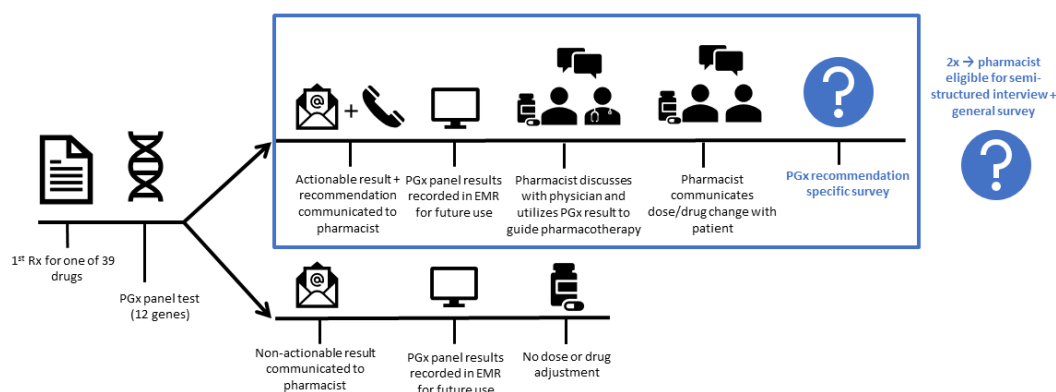 2x → pharmacist
eligible for semi-
structured interview +
general survey
@
+
?
?
Actionable result +
recommendation
communicated to
pharmacist
PGx panel results
recorded in EMR
for future use
Pharmacist discusses
with physician and
utilizes PGx result to
guide pharmacotherapy
Pharmacist
communicates
dose/drug change with
patient
PGx recommendation
specific survey
1st Rx for one of 39
drugs
PGx panel test
(12 genes)
@
Non-actionable result
communicated to
pharmacist
PGx panel results
recorded in EMR
for future use
No dose or drug
adjustment